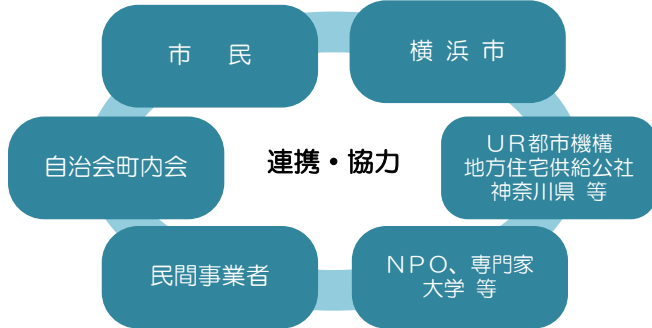 市　民
横 浜 市
自治会町内会
連携・協力
ＵＲ都市機構
地方住宅供給公社
神奈川県 等
民間事業者
ＮＰＯ、専門家
大学 等